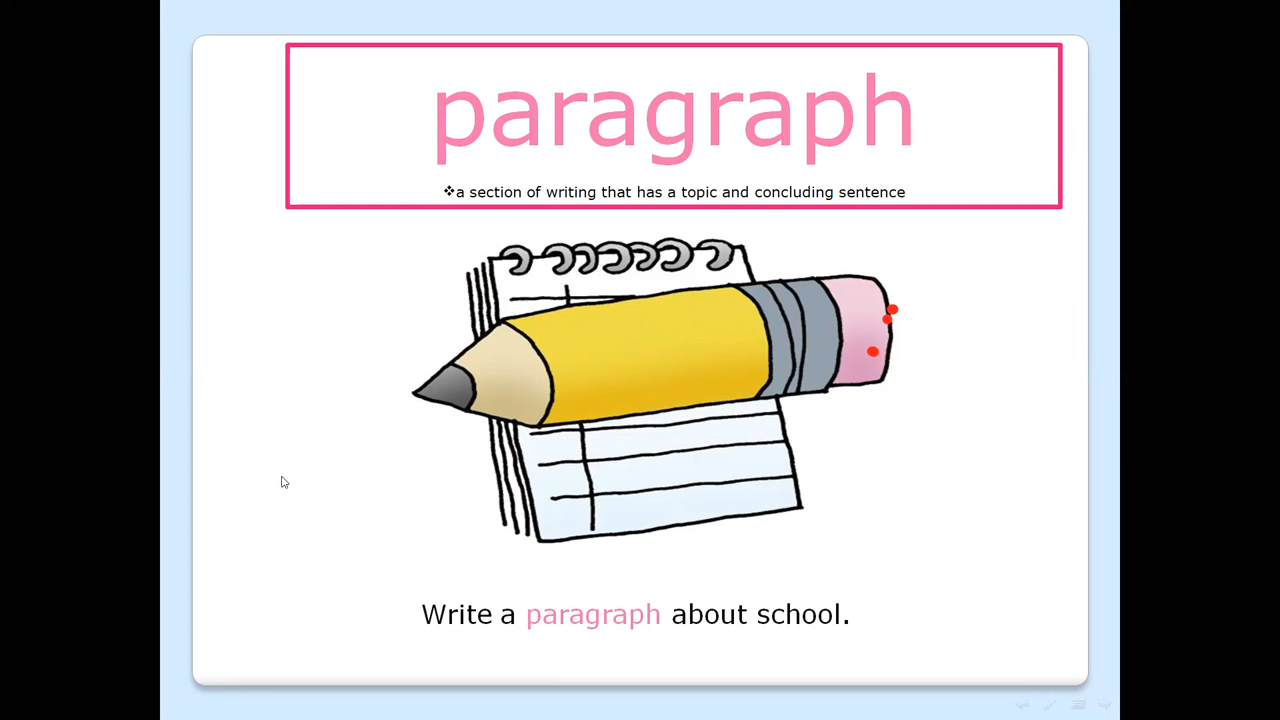 paragraph
❖a section of writing that has a topic and concluding sentence
Write a paragraph about school.